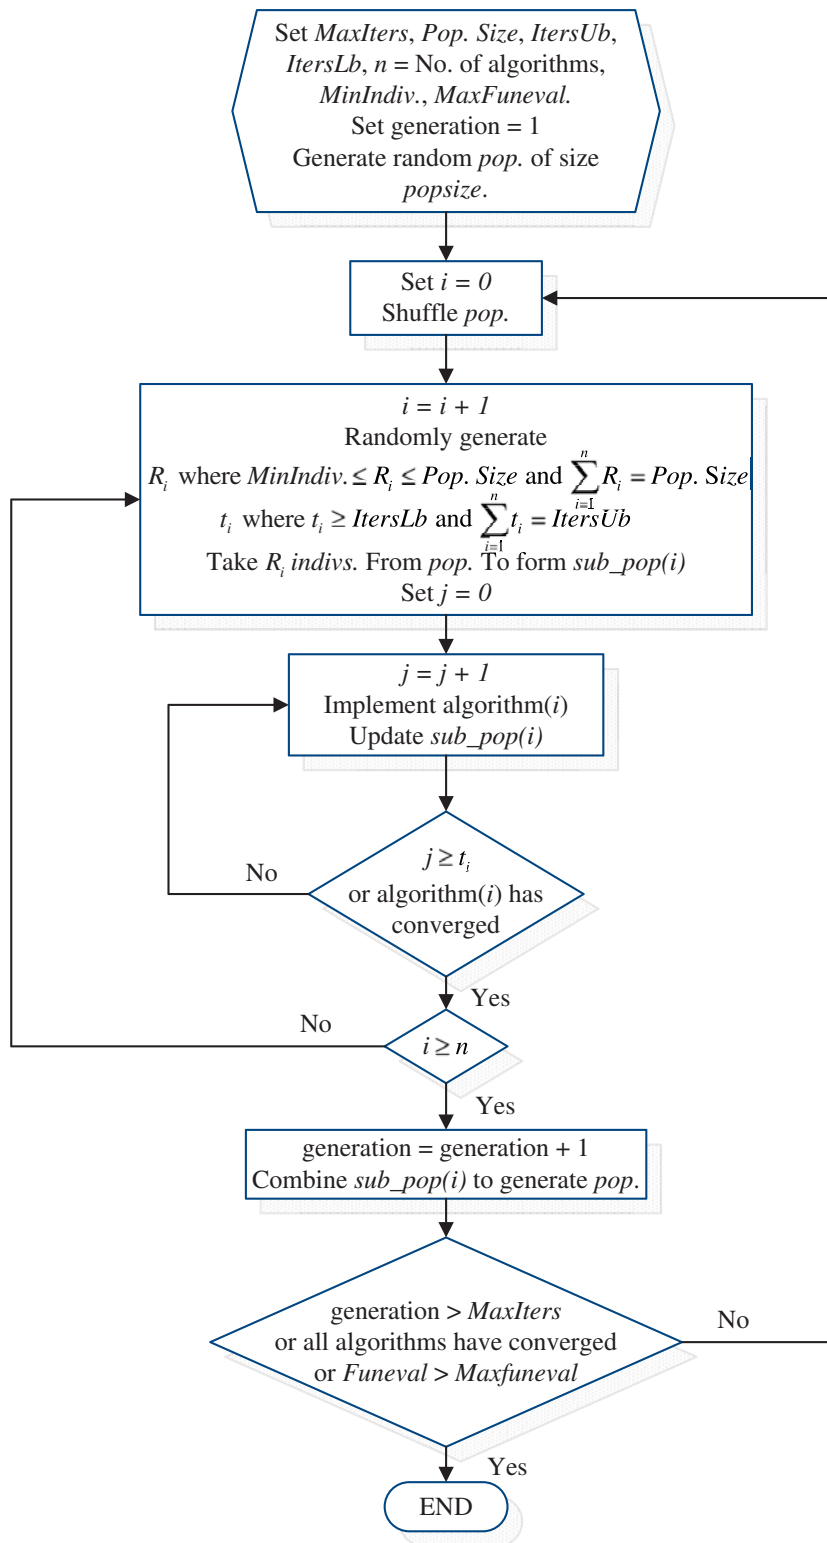 Set MaxIters, Pop. Size, ItersUb,
ItersLb, n = No. of algorithms,
MinIndiv., MaxFuneval.
Set generation = 1
Generate random pop. of size
popsize.
Set i = 0
Shuffle pop.
i = i + 1
Randomly generate
R_i where MinIndiv. ≤ R_i ≤ Pop. Size and ∑_{i=1}^{n} R_i = Pop. Size
t_i where t_i ≥ ItersLb and ∑_{i=1}^{n} t_i = ItersUb
Take R_i indivs. From pop. To form sub_pop(i)
Set j = 0
j = j + 1
Implement algorithm(i)
Update sub_pop(i)
j ≥ t_i
or algorithm(i) has
converged
No
Yes
i ≥ n
No
Yes
generation = generation + 1
Combine sub_pop(i) to generate pop.
generation > MaxIters
or all algorithms have converged
or Funeval > Maxfuneval
No
Yes
END